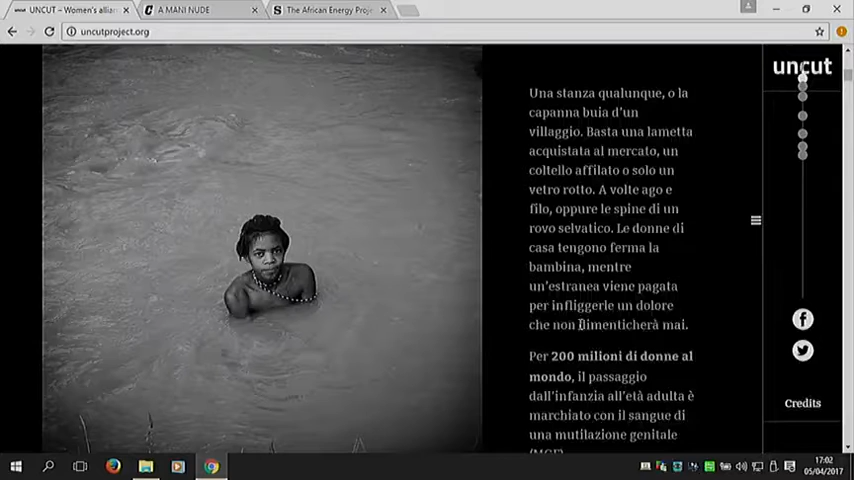 UNCUT – Women's allian
A MANI NUDE
The African Energy Proje
uncutproject.org
uncut
Una stanza qualunque, o la
capanna buia d'un
villaggio. Basta una lametta
acquistata al mercato, un
coltello affilato o solo un
vetro rotto. A volte ago e
filo, oppure le spine di un
rovo selvatico. Le donne di
casa tengono ferma la
bambina, mentre
un'estranea viene pagata
per infliggerle un dolore
che non dimenticherà mai.
Per 200 milioni di donne al
mondo, il passaggio
dall'infanzia all'età adulta è
marchiato con il sangue di
una mutilazione genitale
(MGF)
Credits
17:02
05/04/2017